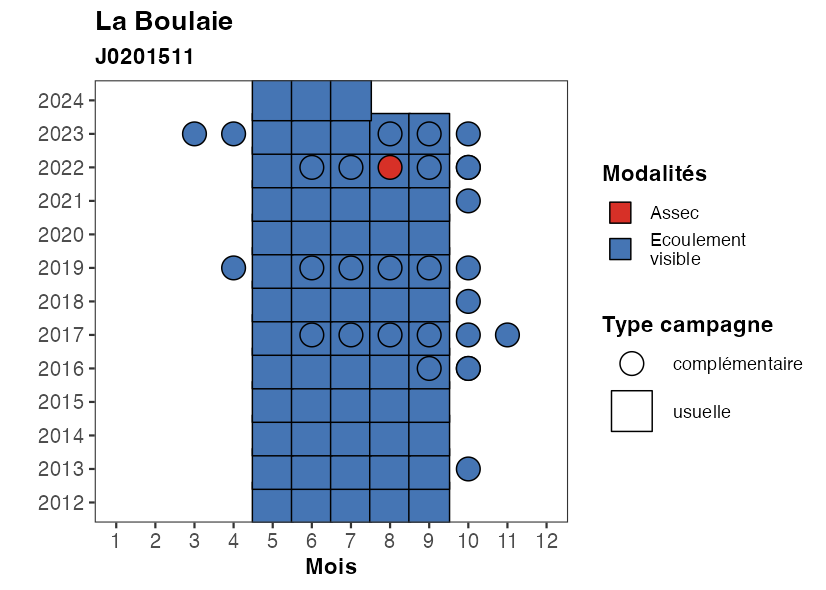 La Boulaie
J0201511
2024
2023
2022
2021
2020
2019
2018
2017
2016
2015
2014
2013
2012
1 2 3 4 5 6 7 8 9 10 11 12
Mois
Modalités
Assec
Ecoulement
visible
Type campagne
complémentaire
usuelle